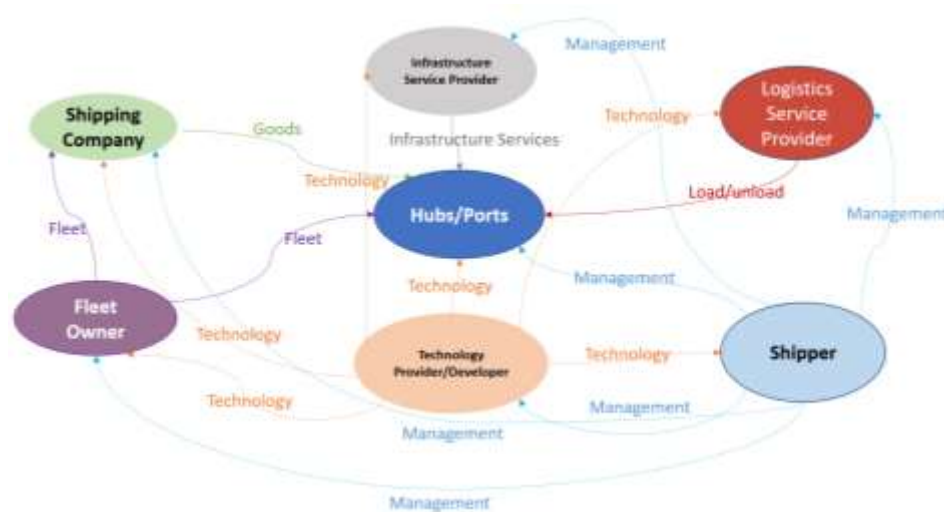 Management
Infrastructure
Service Provider
Logistics
Service
Provider
Shipping
Company
Goods
Technology
Infrastructure Services
Technology
Load/unload
Hubs/Ports
Management
Fleet
Fleet
Management
Technology
Fleet
Owner
Technology
Technology
Provider/Developer
Technology
Shipper
Technology
Management
Management
Management